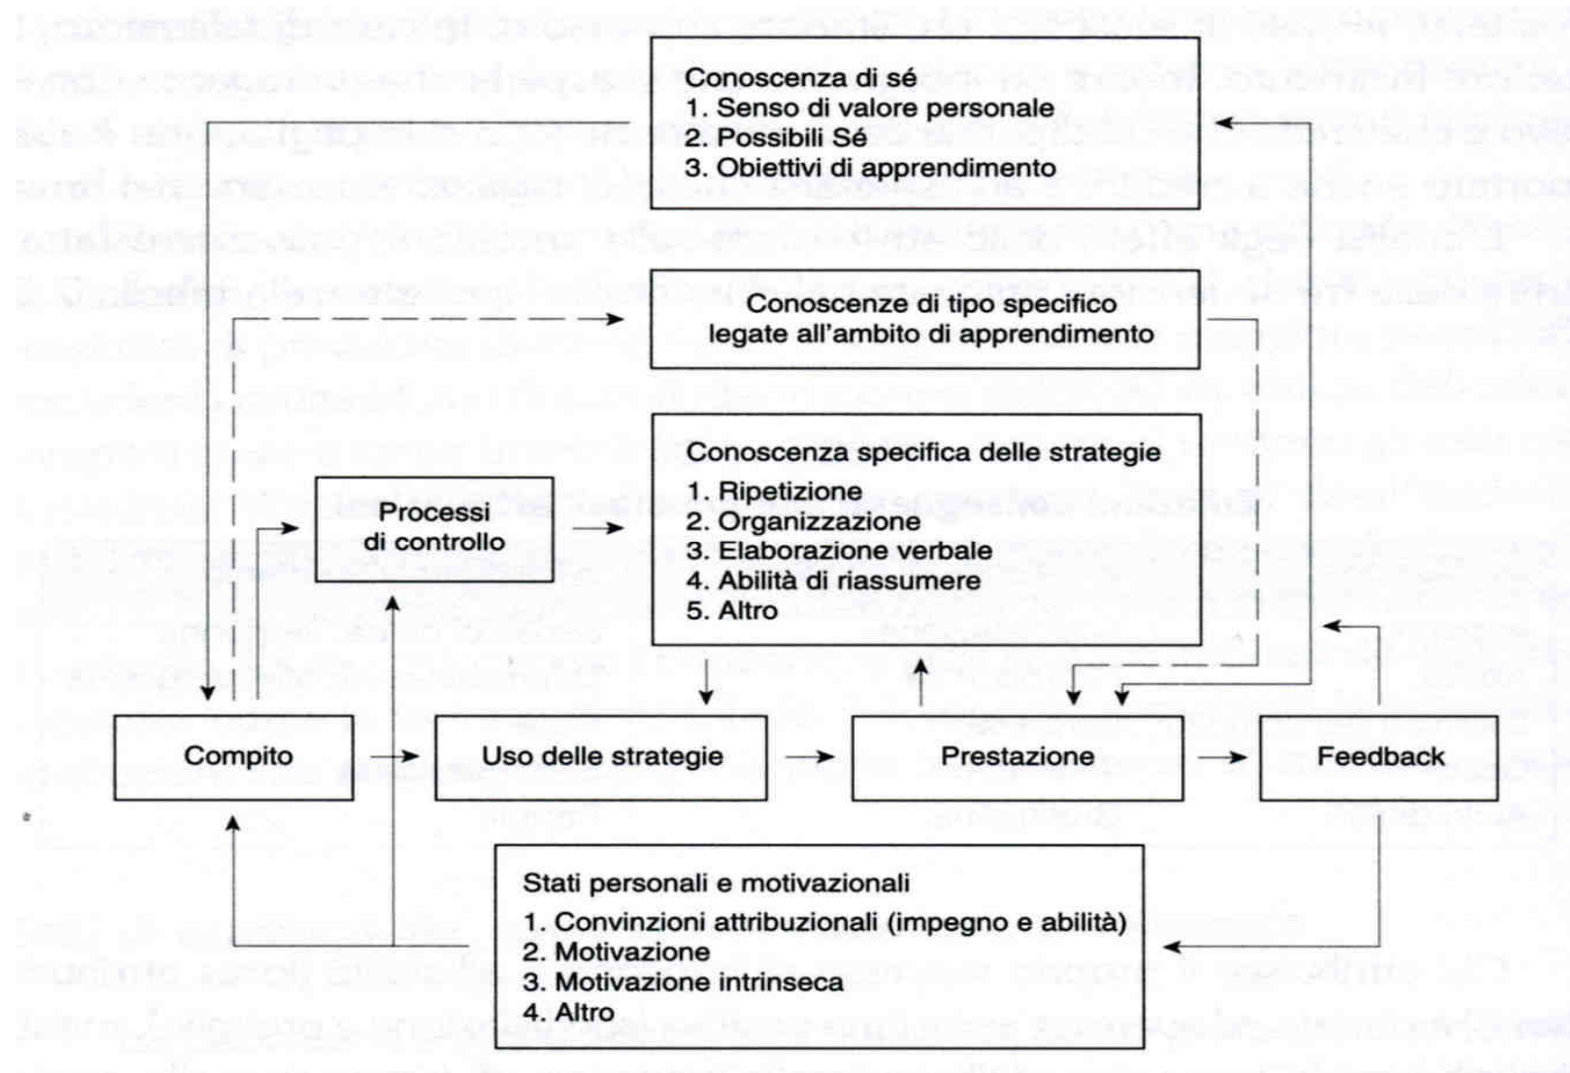 Conoscenza di sé
1. Senso di valore personale
2. Possibili Sé
3. Obiettivi di apprendimento
Conoscenze di tipo specifico
legate all'ambito di apprendimento
Conoscenza specifica delle strategie
1. Ripetizione
2. Organizzazione
3. Elaborazione verbale
4. Abilità di riassumere
5. Altro
Processi
di controllo
Compito
Uso delle strategie
Prestazione
Feedback
Stati personali e motivazionali
1. Convinzioni attribuzionali (impegno e abilità)
2. Motivazione
3. Motivazione intrinseca
4. Altro